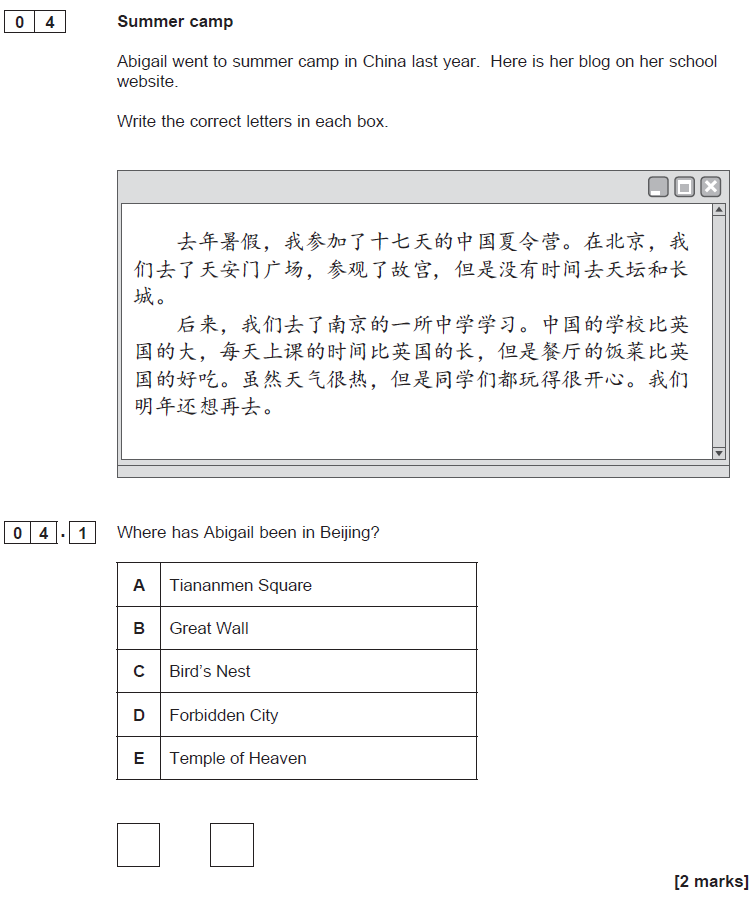 0 4 Summer camp
Abigail went to summer camp in China last year. Here is her blog on her school
website.
Write the correct letters in each box.
去年暑假，我参加了十七天的中国夏令营。在北京，我
们去了天安门广场，参观了故宫，但是没有时间去天坛和长
城。
后来，我们去了南京的一所中学学习。中国的学校比英
国的大，每天上课的时间比英国的长，但是餐厅的饭菜比英
国的好吃。虽然天气很热，但是同学们都玩得很开心。我们
明年还想再去。
0 4 . 1 Where has Abigail been in Beijing?
A Tiananmen Square
B Great Wall
C Bird's Nest
D Forbidden City
E Temple of Heaven
[2 marks]